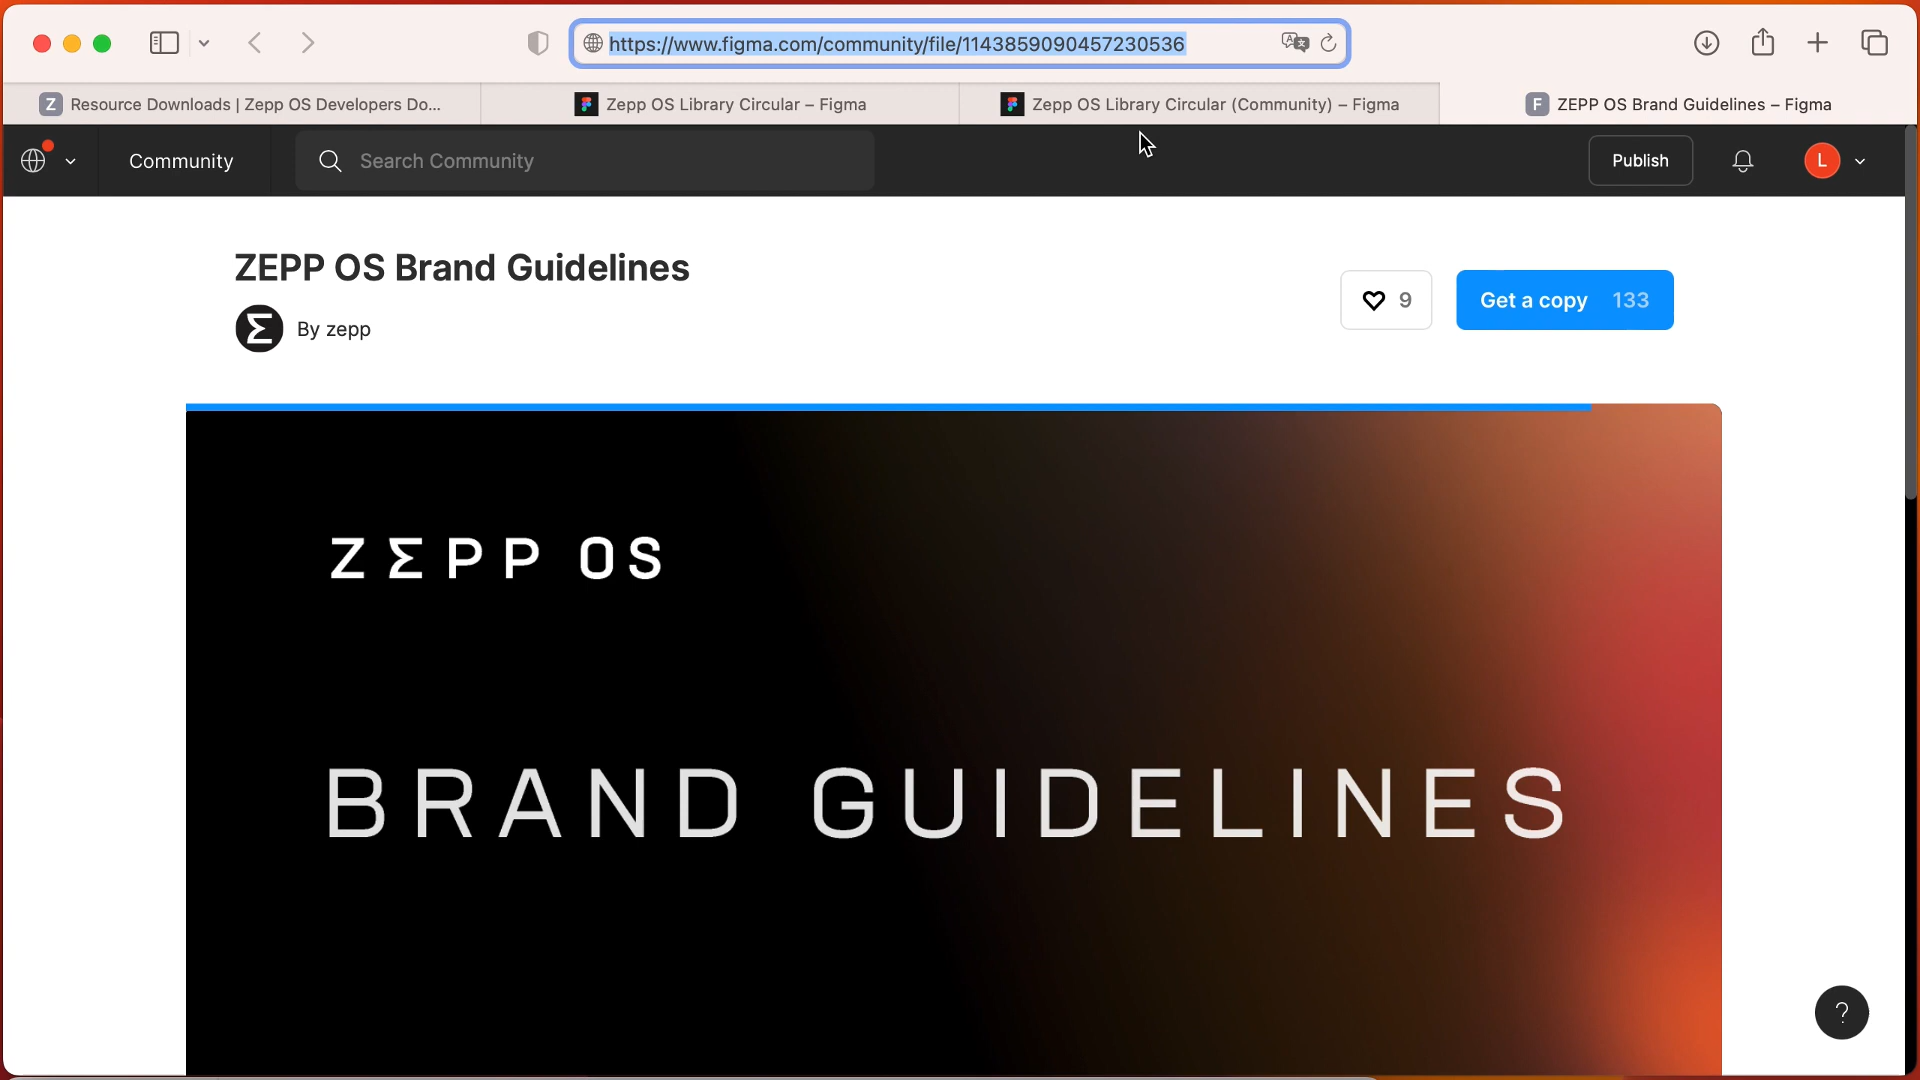 https://www.figma.com/community/file/1143859090457230536
Z Resource Downloads | Zepp OS Developers Do...
Zepp OS Library Circular – Figma
Zepp OS Library Circular (Community) – Figma
F ZEPP OS Brand Guidelines – Figma
Community
Search Community
Publish
L
ZEPP OS Brand Guidelines
By zepp
9
Get a copy 133
ZΣPP OS
BRAND GUIDELINES
?